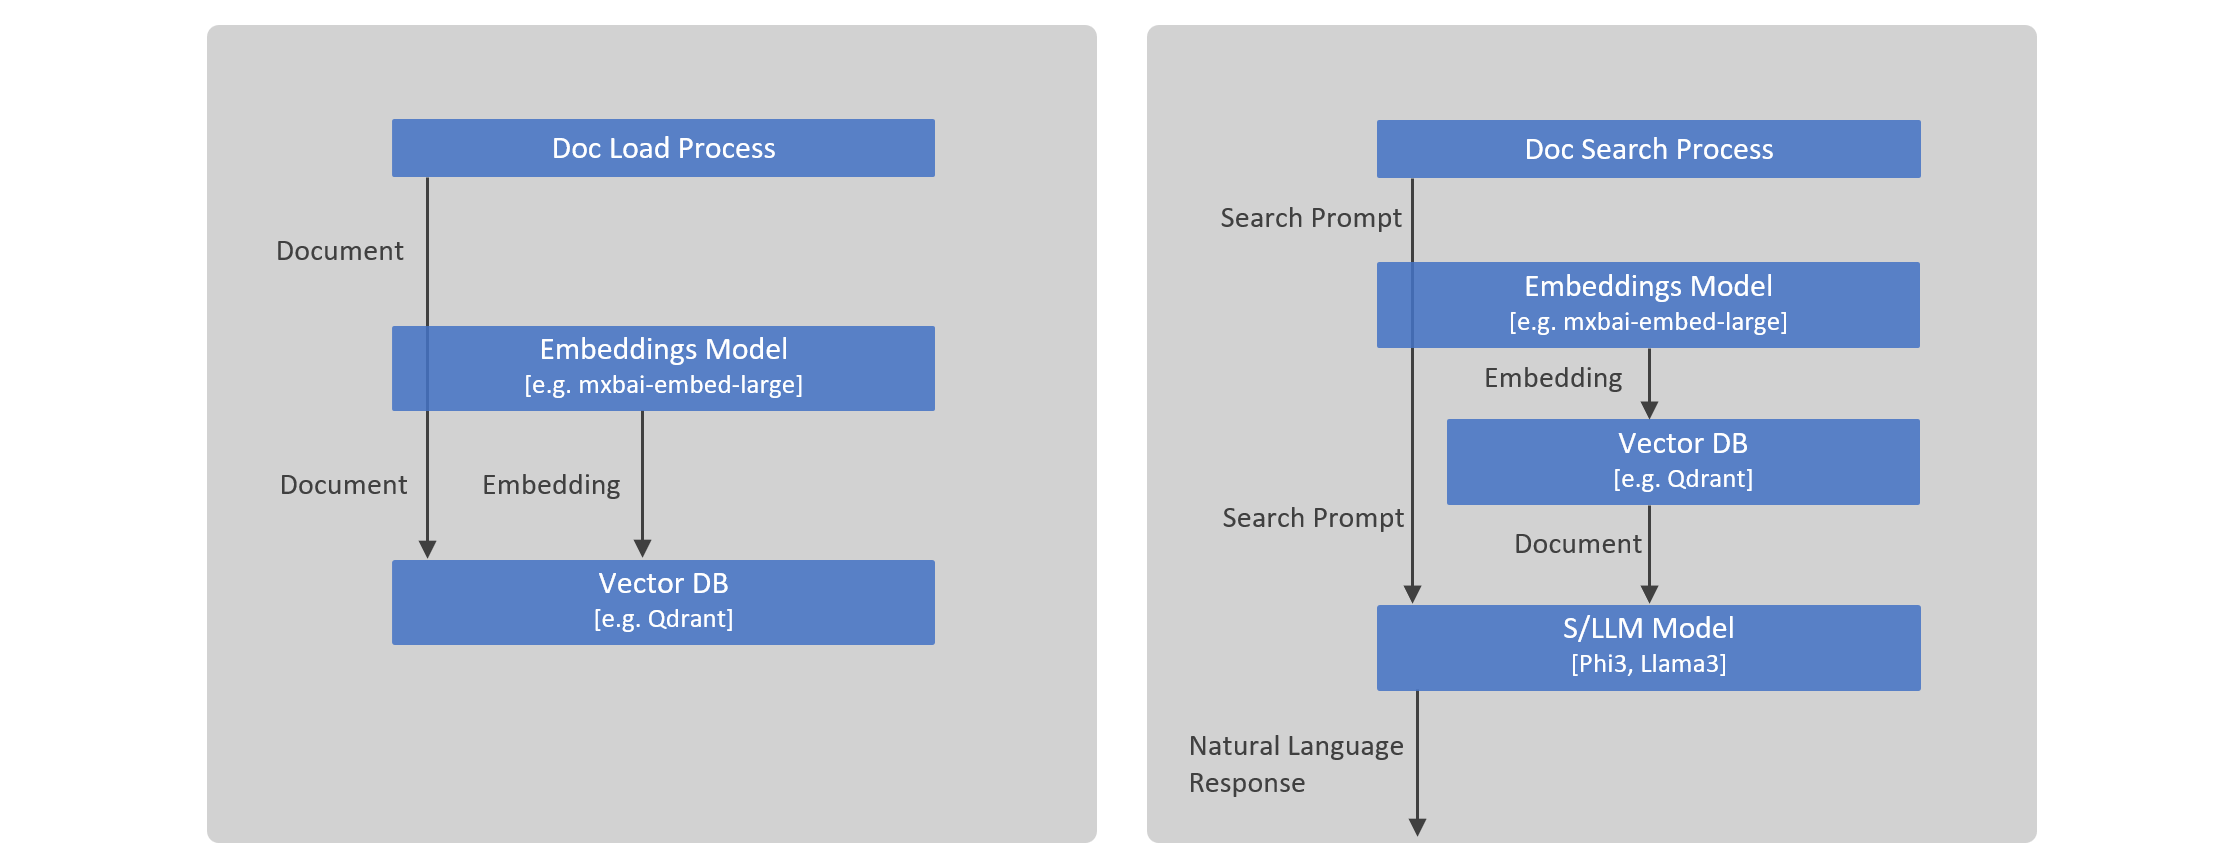 Doc Load Process
Document
Embeddings Model
[e.g. mxbai-embed-large]
Document
Embedding
Vector DB
[e.g. Qdrant]
Doc Search Process
Search Prompt
Embeddings Model
[e.g. mxbai-embed-large]
Embedding
Vector DB
[e.g. Qdrant]
Search Prompt
Document
S/LLM Model
[Phi3, Llama3]
Natural Language
Response